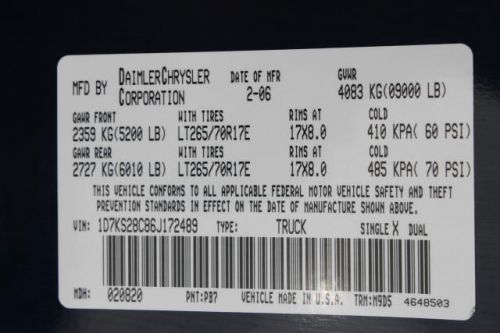 MFD BY DAIMLERCHRYSLER CORPORATION DATE OF MFR 2-06 GVWR 4083 KG(09000 LB)
GAWR FRONT WITH TIRES RIMS AT COLD
2359 KG(5200 LB) LT265/70R17E 17X8.0 410 KPA( 60 PSI)
GAWR REAR WITH TIRES RIMS AT COLD
2727 KG(6010 LB) LT265/70R17E 17X8.0 485 KPA( 70 PSI)
THIS VEHICLE CONFORMS TO ALL APPLICABLE FEDERAL MOTOR VEHICLE SAFETY AND THEFT
PREVENTION STANDARDS IN EFFECT ON THE DATE OF MANUFACTURE SHOWN ABOVE.
VIN: 1D7KS28C86J172489 TYPE: TRUCK SINGLE X DUAL
MDH: 020820 PNT:PB7 VEHICLE MADE IN U.S.A. TRM:M9D5 4648503